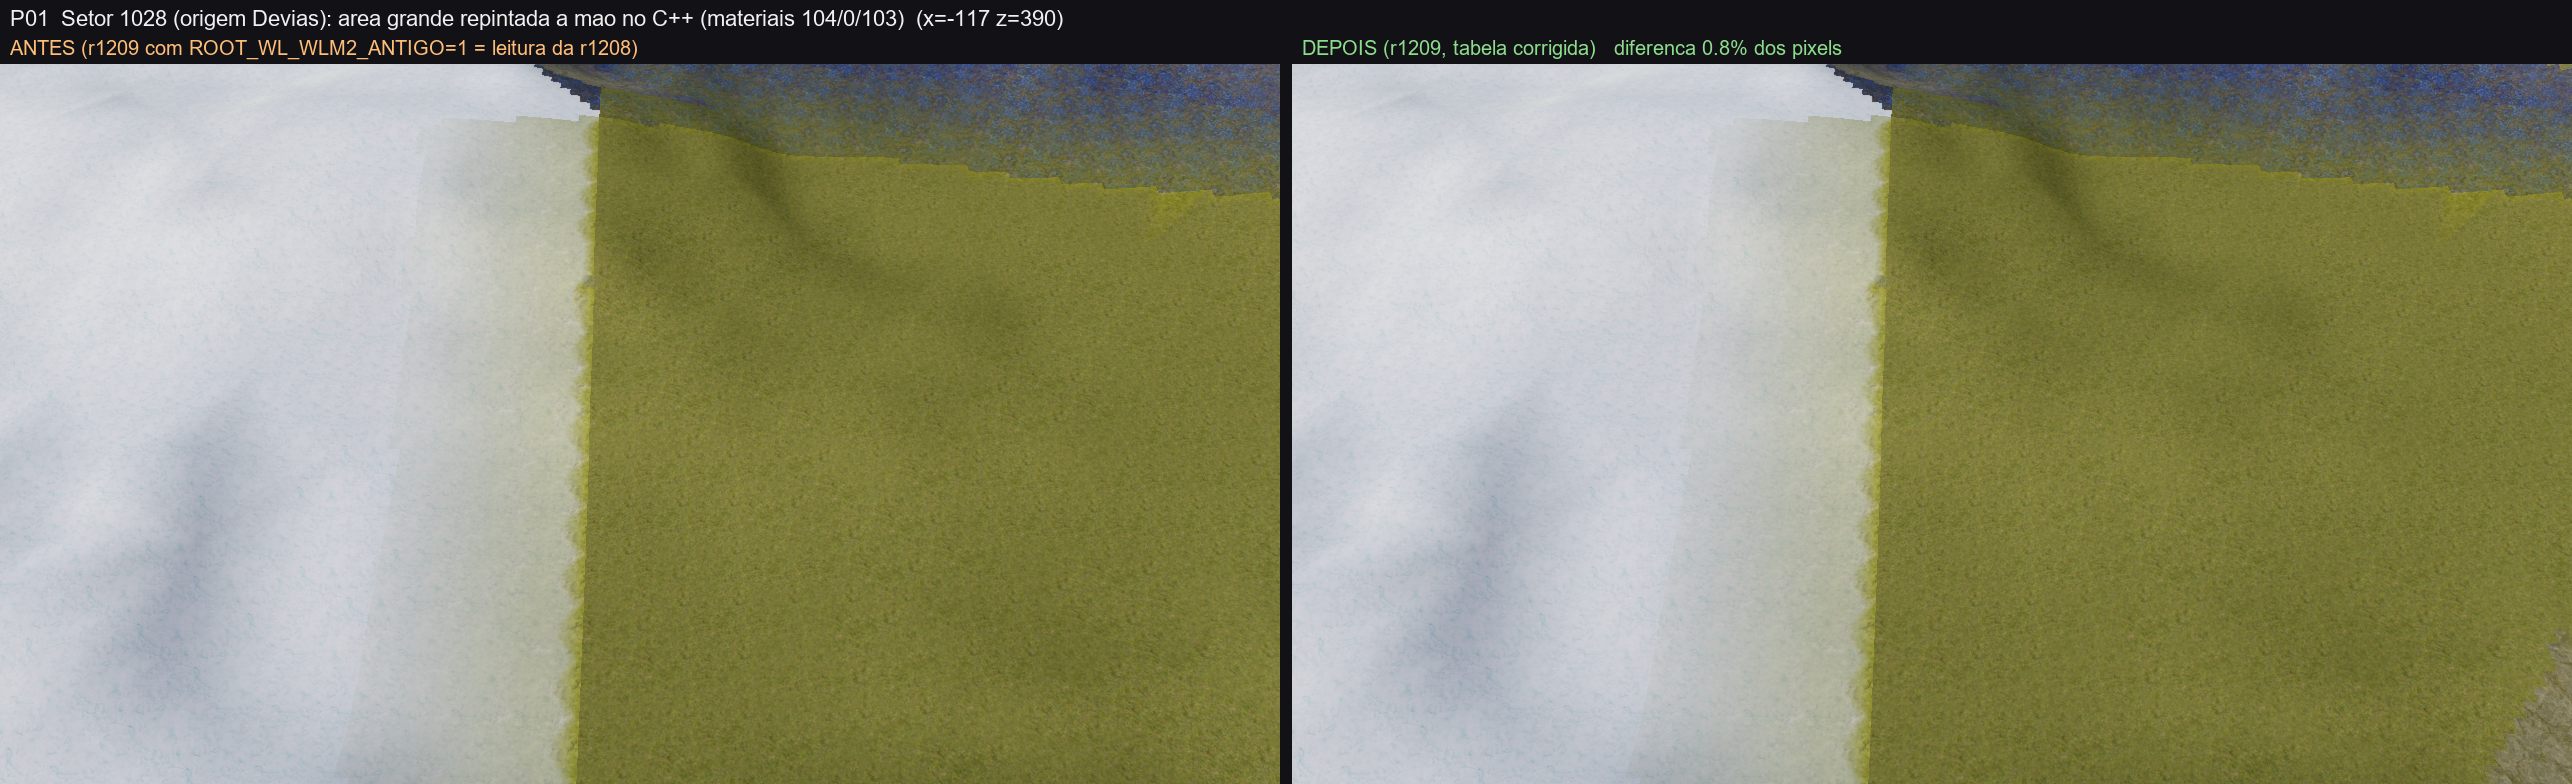 P01  Setor 1028 (origem Devias): area grande repintada a mao no C++ (materiais 104/0/103)  (x=-117 z=390)
ANTES (r1209 com ROOT_WL_WLM2_ANTIGO=1 = leitura da r1208)
DEPOIS (r1209, tabela corrigida)   diferenca 0.8% dos pixels